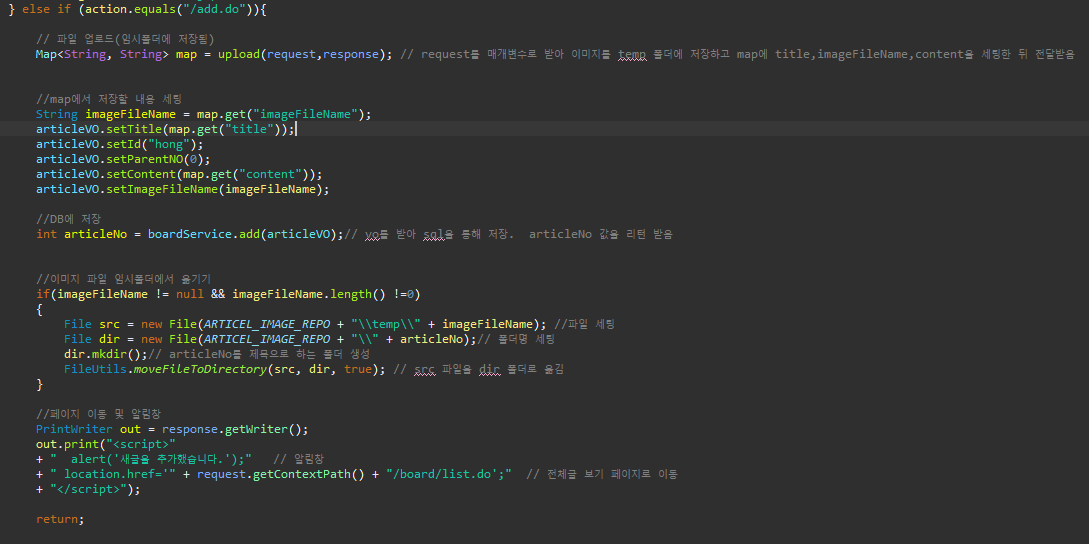 } else if (action.equals("/add.do")){
// 파일 업로드(임시폴더에 저장됨)
Map<String, String> map = upload(request,response); // request를 매개변수로 받아 이미지를 temp 폴더에 저장하고 map에 title,imageFileName,content을 세팅한 뒤 전달받음
//map에서 저장할 내용 세팅
String imageFileName = map.get("imageFileName");
articleVO.setTitle(map.get("title"));
articleVO.setId("hong");
articleVO.setParentNO(0);
articleVO.setContent(map.get("content"));
articleVO.setImageFileName(imageFileName);
//DB에 저장
int articleNo = boardService.add(articleVO);// vo를 받아 sql을 통해 저장. articleNo 값을 리턴 받음
//이미지 파일 임시폴더에서 옮기기
if(imageFileName != null && imageFileName.length() !=0)
{
File src = new File(ARTICEL_IMAGE_REPO + "\\temp\\" + imageFileName); //파일 세팅
File dir = new File(ARTICEL_IMAGE_REPO + "\\" + articleNo);// 폴더명 세팅
dir.mkdir();// articleNo를 제목으로 하는 폴더 생성
FileUtils.moveFileToDirectory(src, dir, true); // src 파일을 dir 폴더로 옮김
}
//페이지 이동 및 알림창
PrintWriter out = response.getWriter();
out.print("<script>"
+ "  alert('새글을 추가했습니다.');"   // 알림창
+ " location.href='" + request.getContextPath() + "/board/list.do';"  // 전체글 보기 페이지로 이동
+ "</script>");
return;